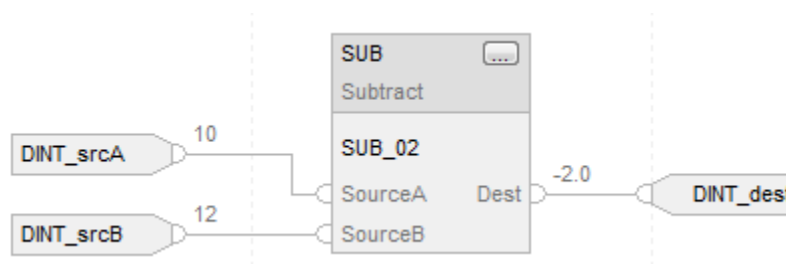 SUB
...
Subtract
10
DINT_srcA
SUB_02
-2.0
SourceA
Dest
DINT_dest
12
DINT_srcB
SourceB